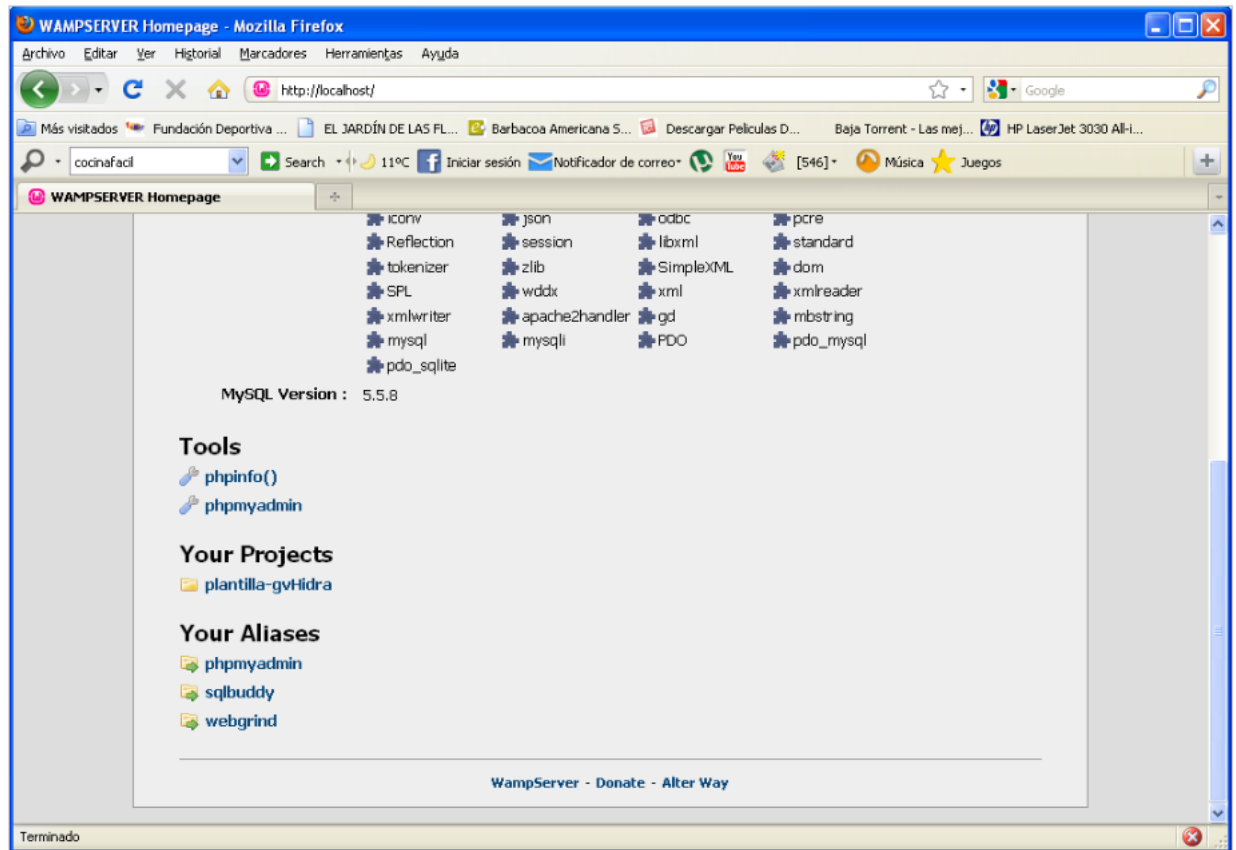 WAMPSERVER Homepage - Mozilla Firefox
Archivo Editar Ver Historial Marcadores Herramientas Ayuda
http://localhost/ Google
Más visitados Fundación Deportiva ... EL JARDÍN DE LAS FL... Barbacoa Americana S... Descargar Peliculas D... Baja Torrent - Las mej... HP LaserJet 3030 All-i...
cocinafacil Search 11ºC Iniciar sesión Notificador de correo You Tube [546] Música Juegos
WAMPSERVER Homepage
iconv json odbc pcre
Reflection session libxml standard
tokenizer zlib SimpleXML dom
SPL wddx xml xmlreader
xmlwriter apache2handler gd mbstring
mysql mysqli PDO pdo_mysql
pdo_sqlite
MySQL Version : 5.5.8
Tools
phpinfo()
phpmyadmin
Your Projects
plantilla-gvHidra
Your Aliases
phpmyadmin
sqlbuddy
webgrind
WampServer - Donate - Alter Way
Terminado